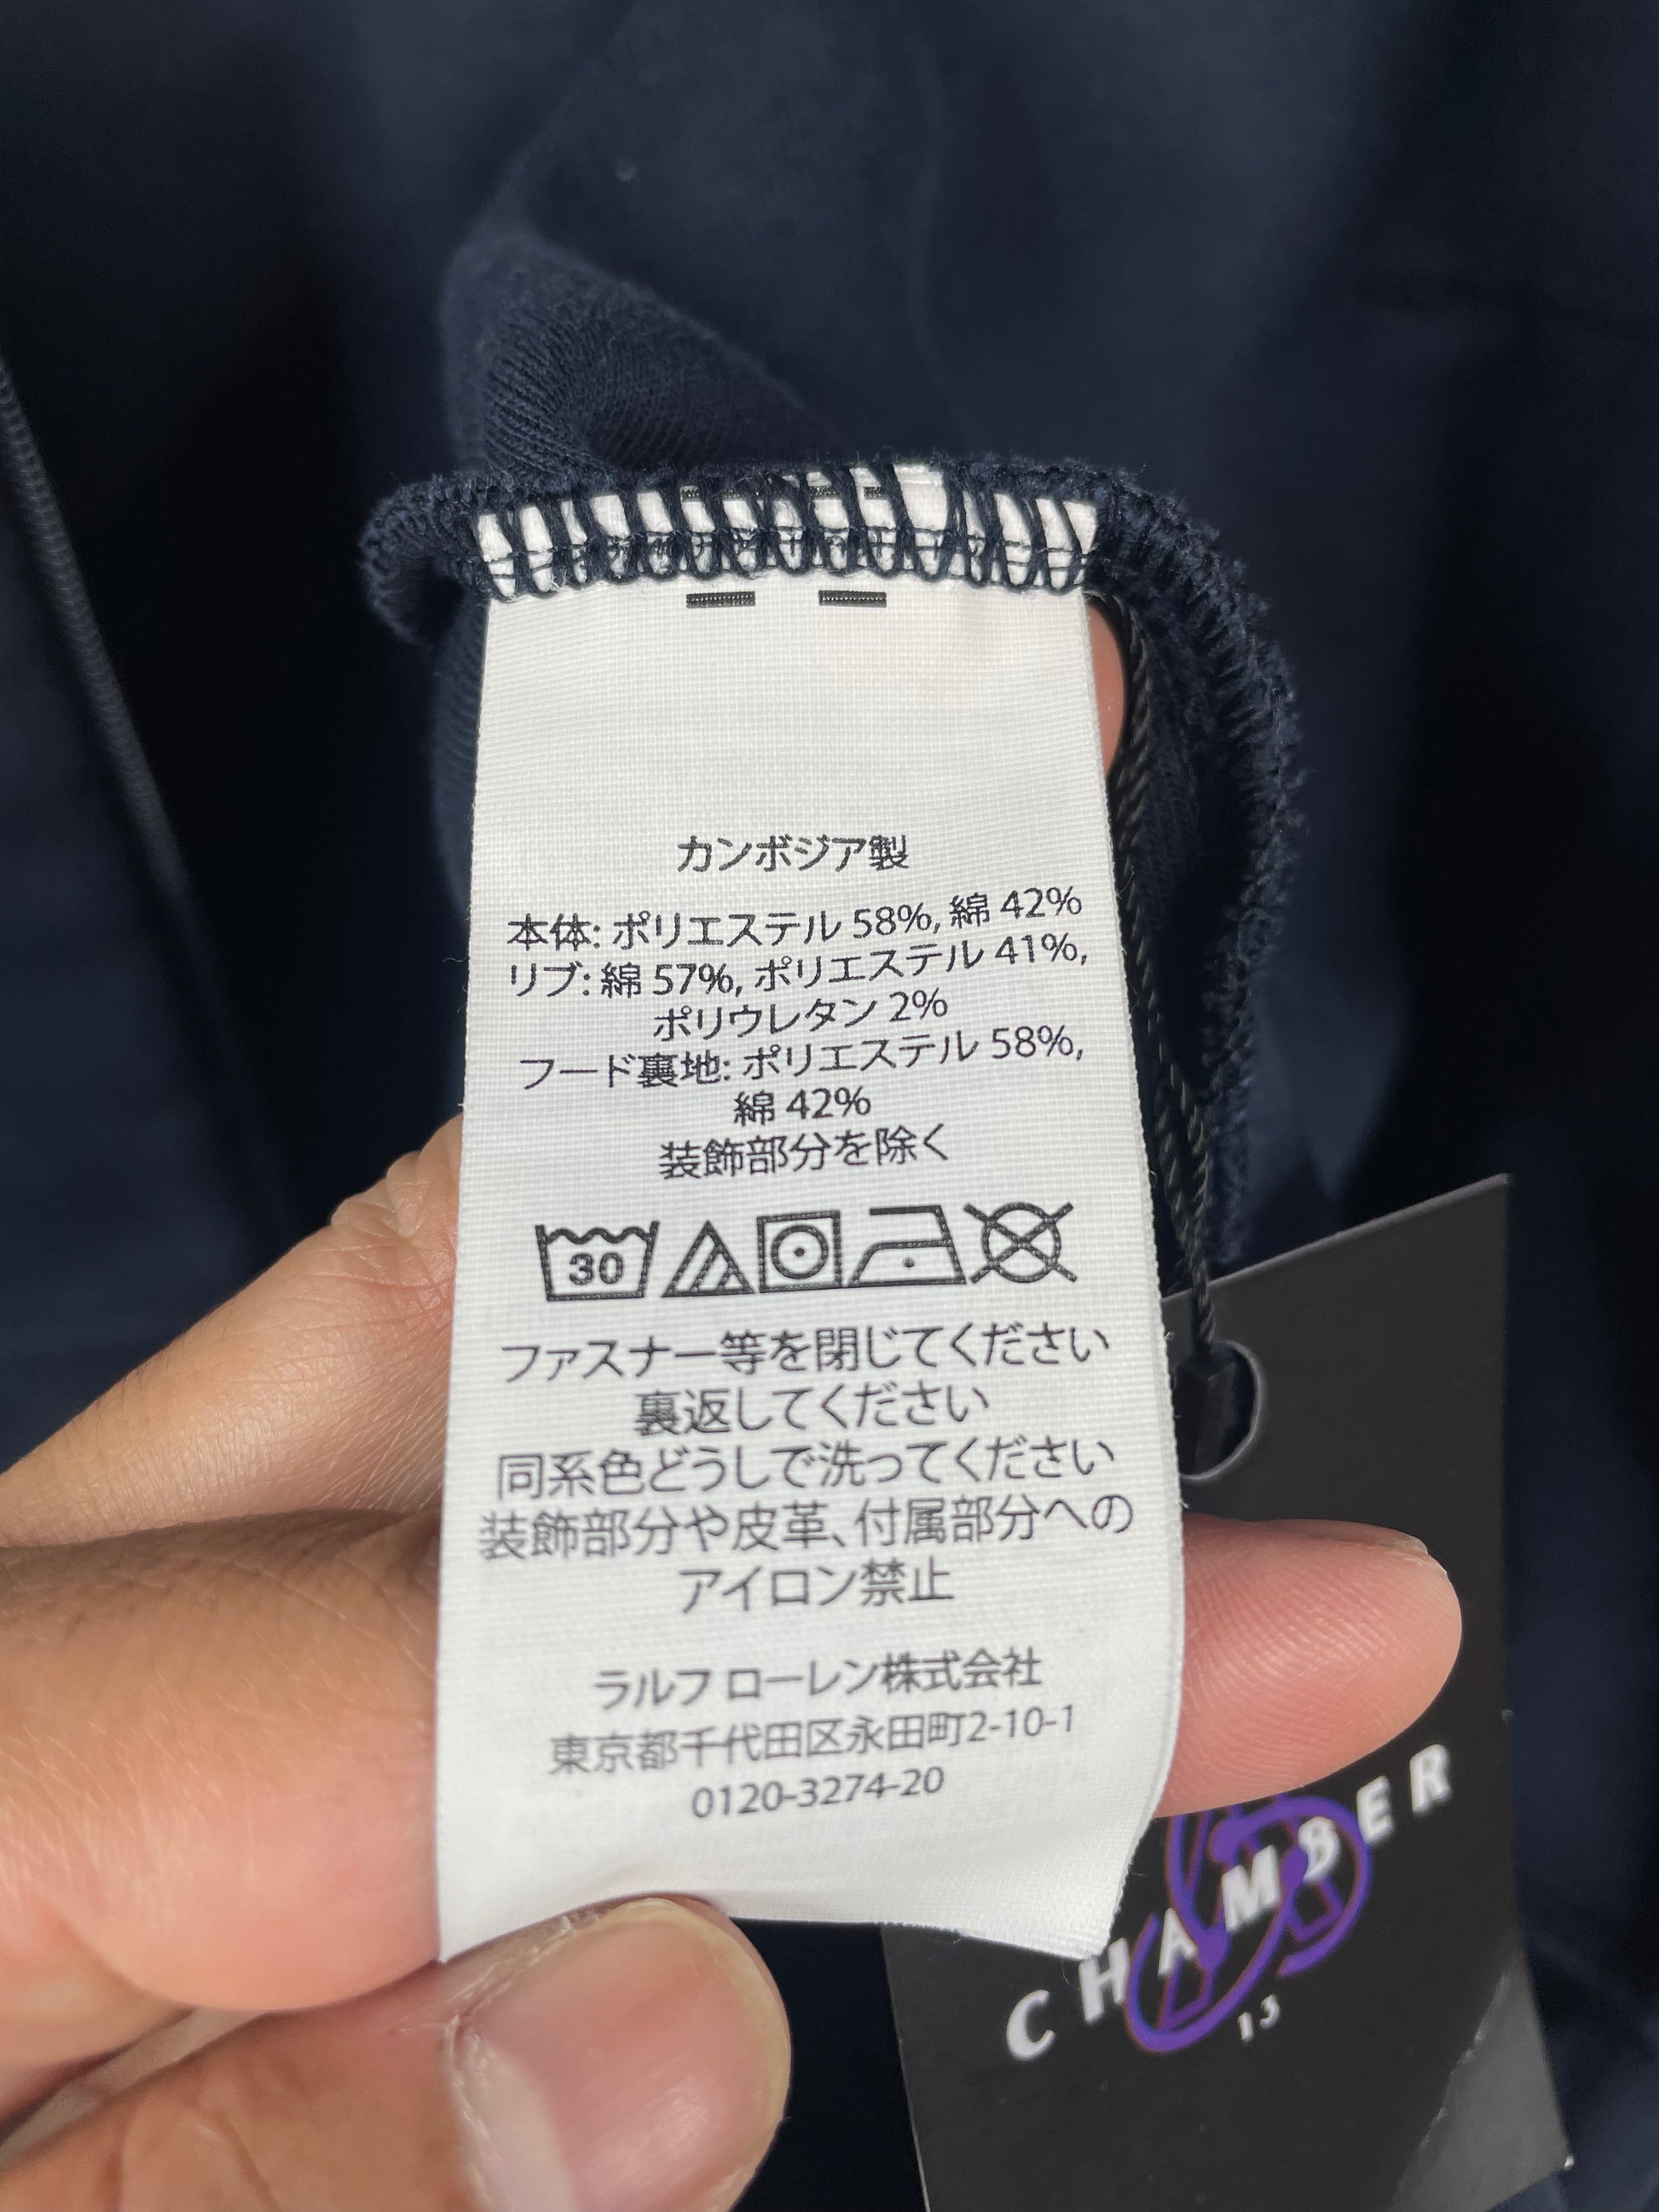 カンボジア製
本体: ポリエステル 58%, 綿 42%
リブ: 綿 57%, ポリエステル 41%,
ポリウレタン 2%
フード裏地: ポリエステル 58%,
綿 42%
装飾部分を除く
30
ファスナー等を閉じてください
裏返してください
同系色どうしで洗ってください
装飾部分や皮革、付属部分への
アイロン禁止
ラルフ ローレン株式会社
東京都千代田区永田町2-10-1
0120-3274-20
CHAMBER
13